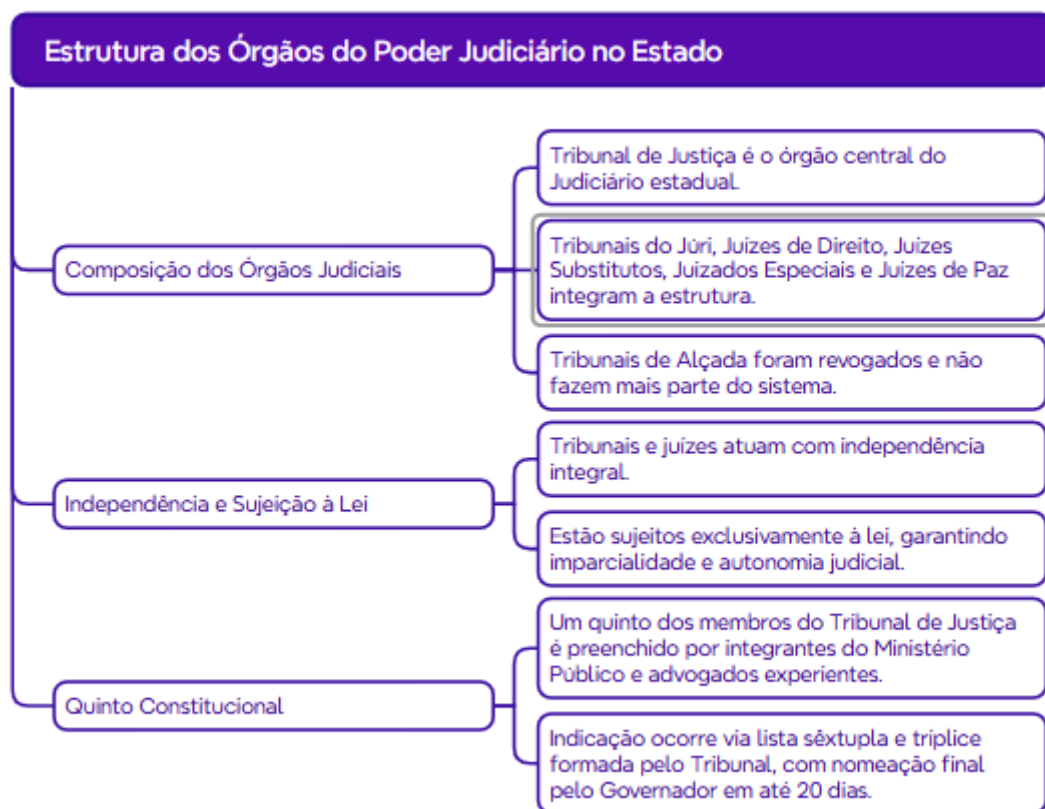 Estrutura dos Órgãos do Poder Judiciário no Estado
Composição dos Órgãos Judiciais
Tribunal de Justiça é o órgão central do
Judiciário estadual.
Tribunais do Júri, Juízes de Direito, Juízes
Substitutos, Juizados Especiais e Juízes de Paz
integram a estrutura.
Tribunais de Alçada foram revogados e não
fazem mais parte do sistema.
Independência e Sujeição à Lei
Tribunais e juízes atuam com independência
integral.
Estão sujeitos exclusivamente à lei, garantindo
imparcialidade e autonomia judicial.
Quinto Constitucional
Um quinto dos membros do Tribunal de Justiça
é preenchido por integrantes do Ministério
Público e advogados experientes.
Indicação ocorre via lista sêxtupla e tríplice
formada pelo Tribunal, com nomeação final
pelo Governador em até 20 dias.